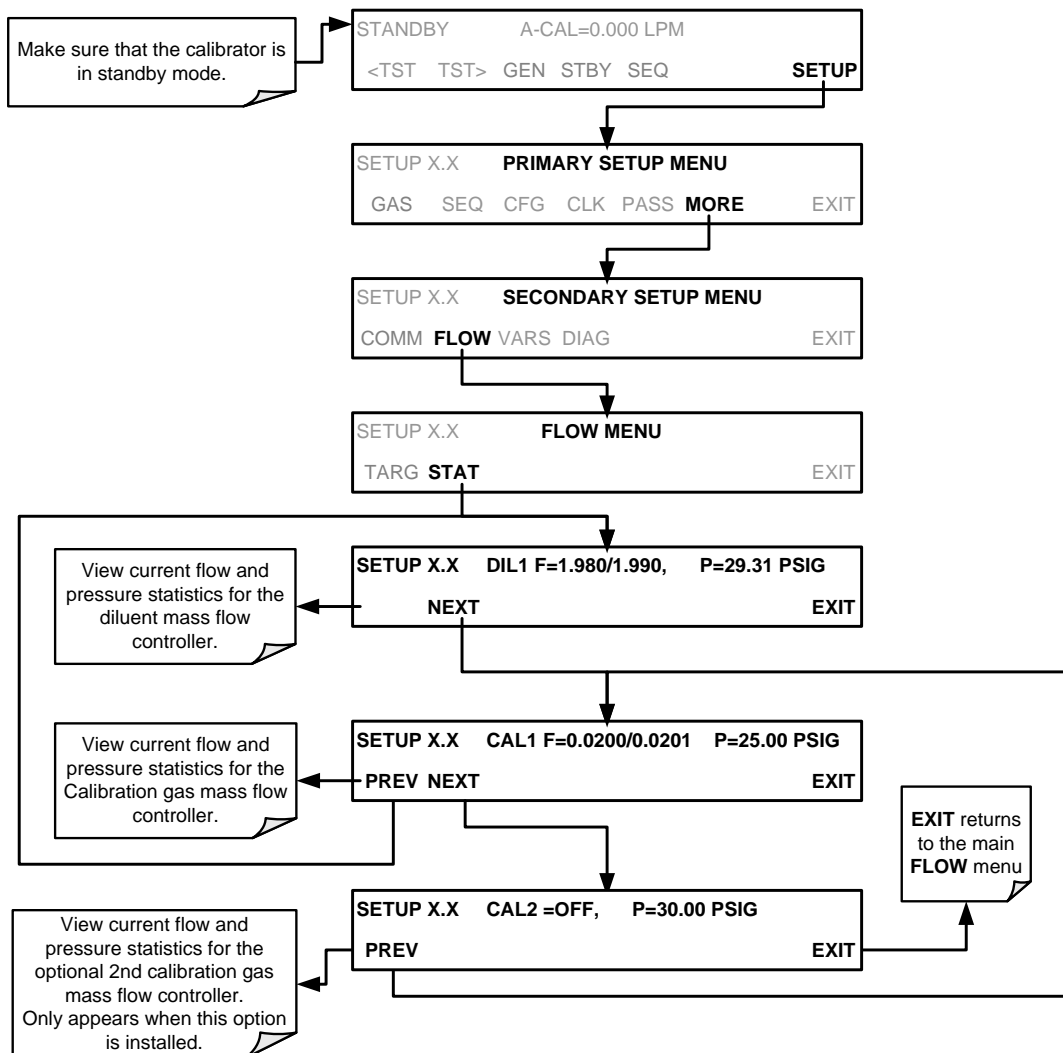 Make sure that the calibrator is
in standby mode.
STANDBY A-CAL=0.000 LPM
<TST TST> GEN STBY SEQ SETUP
SETUP X.X PRIMARY SETUP MENU
GAS SEQ CFG CLK PASS MORE EXIT
SETUP X.X SECONDARY SETUP MENU
COMM FLOW VARS DIAG EXIT
SETUP X.X FLOW MENU
TARG STAT EXIT
View current flow and
pressure statistics for the
diluent mass flow
controller.
SETUP X.X DIL1 F=1.980/1.990, P=29.31 PSIG
NEXT EXIT
View current flow and
pressure statistics for the
Calibration gas mass flow
controller.
SETUP X.X CAL1 F=0.0200/0.0201 P=25.00 PSIG
PREV NEXT EXIT
EXIT returns
to the main
FLOW menu
View current flow and
pressure statistics for the
optional 2nd calibration gas
mass flow controller.
Only appears when this option
is installed.
SETUP X.X CAL2 =OFF, P=30.00 PSIG
PREV EXIT